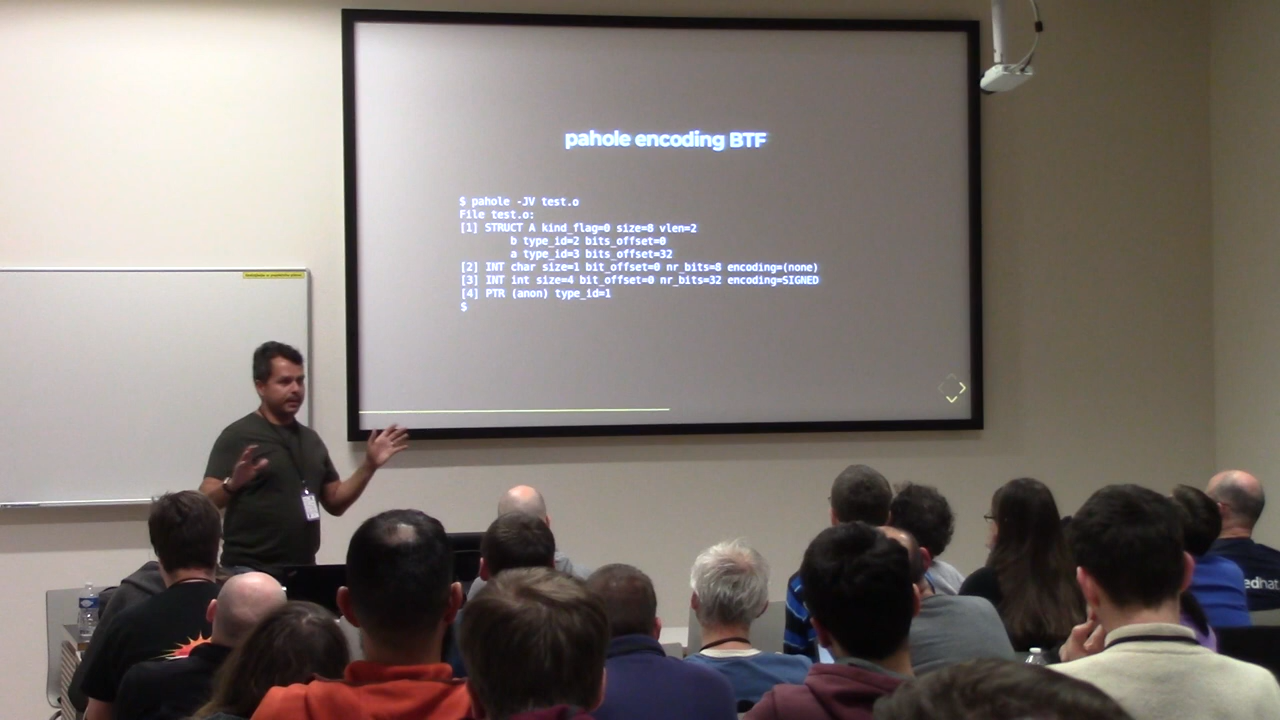 pahole encoding BTF
$ pahole -JV test.o
File test.o:
[1] STRUCT A kind_flag=0 size=8 vlen=2
b type_id=2 bits_offset=0
a type_id=3 bits_offset=32
[2] INT char size=1 bit_offset=0 nr_bits=8 encoding=(none)
[3] INT int size=4 bit_offset=0 nr_bits=32 encoding=SIGNED
[4] PTR (anon) type_id=1
$
edhat